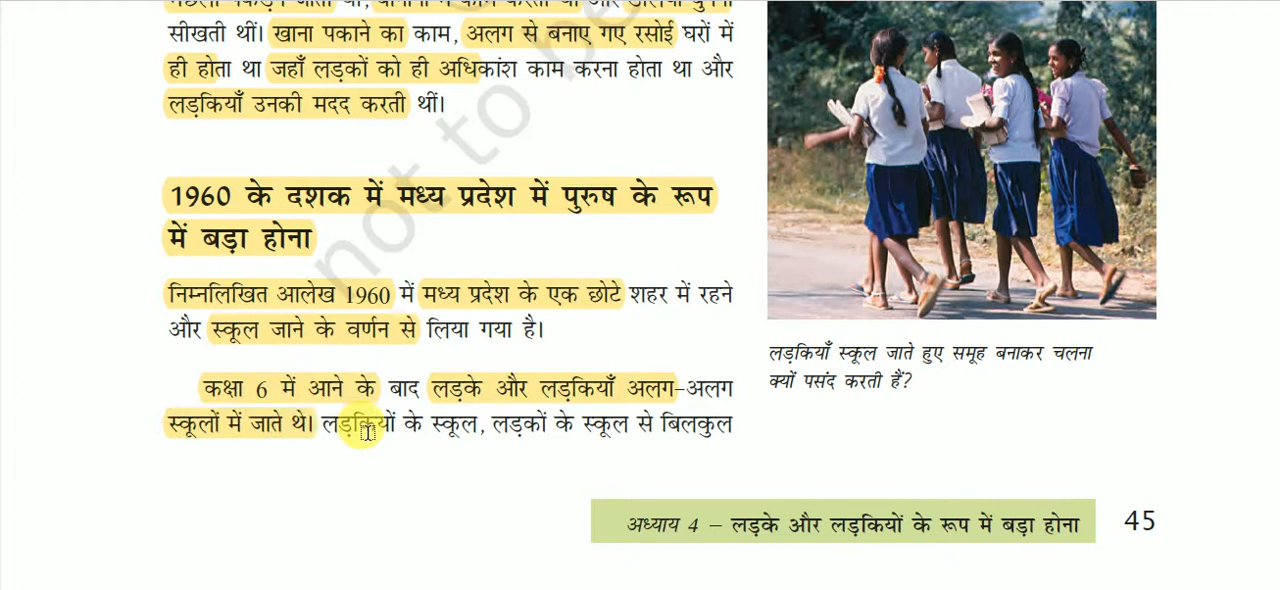 सीखती थीं। खाना पकाने का काम, अलग से बनाए गए रसोई घरों में
ही होता था जहाँ लड़कों को ही अधिकांश काम करना होता था और
लड़कियाँ उनकी मदद करती थीं।
1960 के दशक में मध्य प्रदेश में पुरुष के रूप
में बड़ा होना
निम्नलिखित आलेख 1960 में मध्य प्रदेश के एक छोटे शहर में रहने
और स्कूल जाने के वर्णन से लिया गया है।
कक्षा 6 में आने के बाद लड़के और लड़कियाँ अलग-अलग
स्कूलों में जाते थे। लड़कियों के स्कूल, लड़कों के स्कूल से बिलकुल
लड़कियाँ स्कूल जाते हुए समूह बनाकर चलना
क्यों पसंद करती हैं?
अध्याय 4 – लड़के और लड़कियों के रूप में बड़ा होना 45
not to be